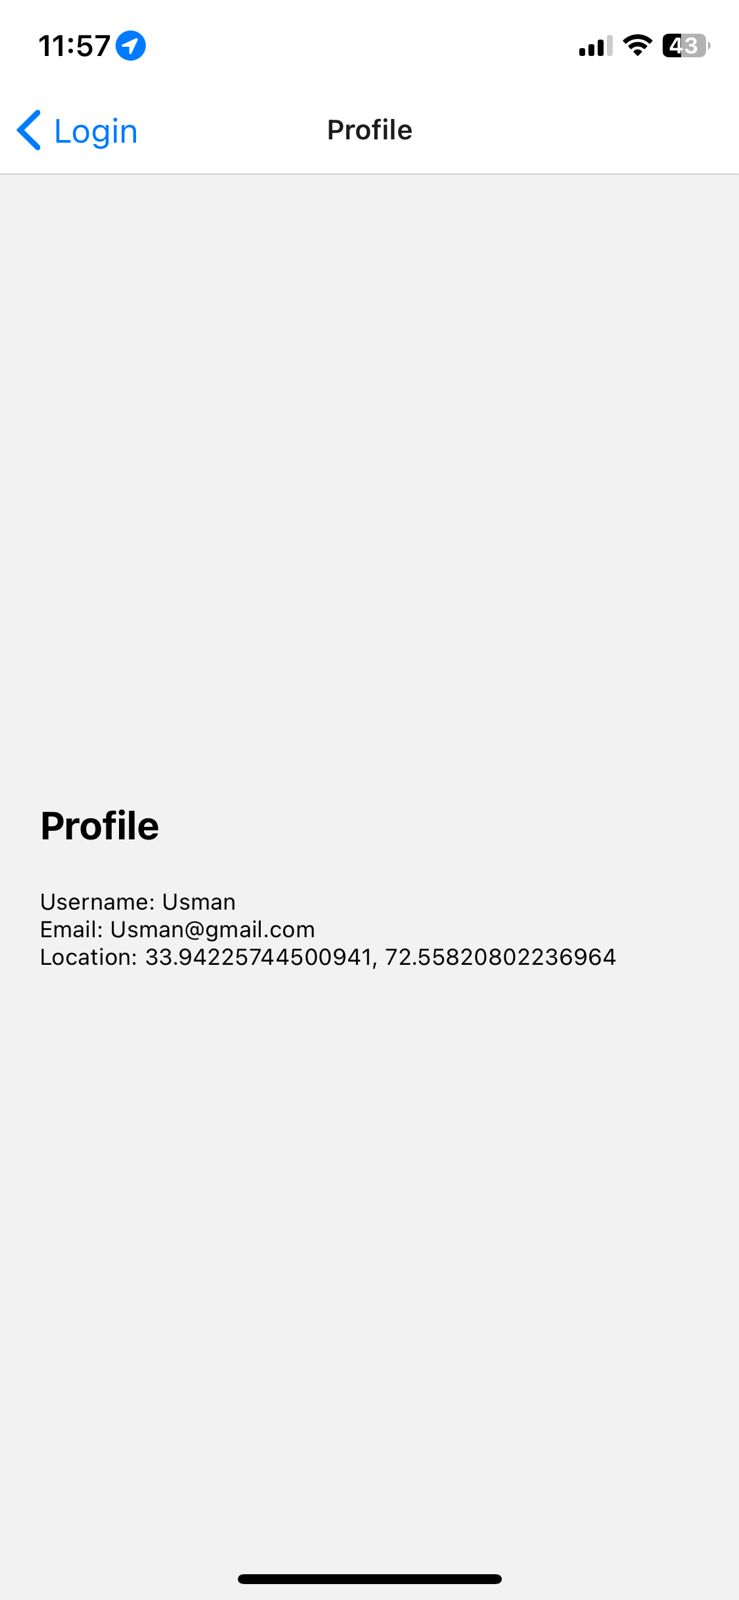 11:57
43
Login
Profile
Profile
Username: Usman
Email: Usman@gmail.com
Location: 33.94225744500941, 72.55820802236964